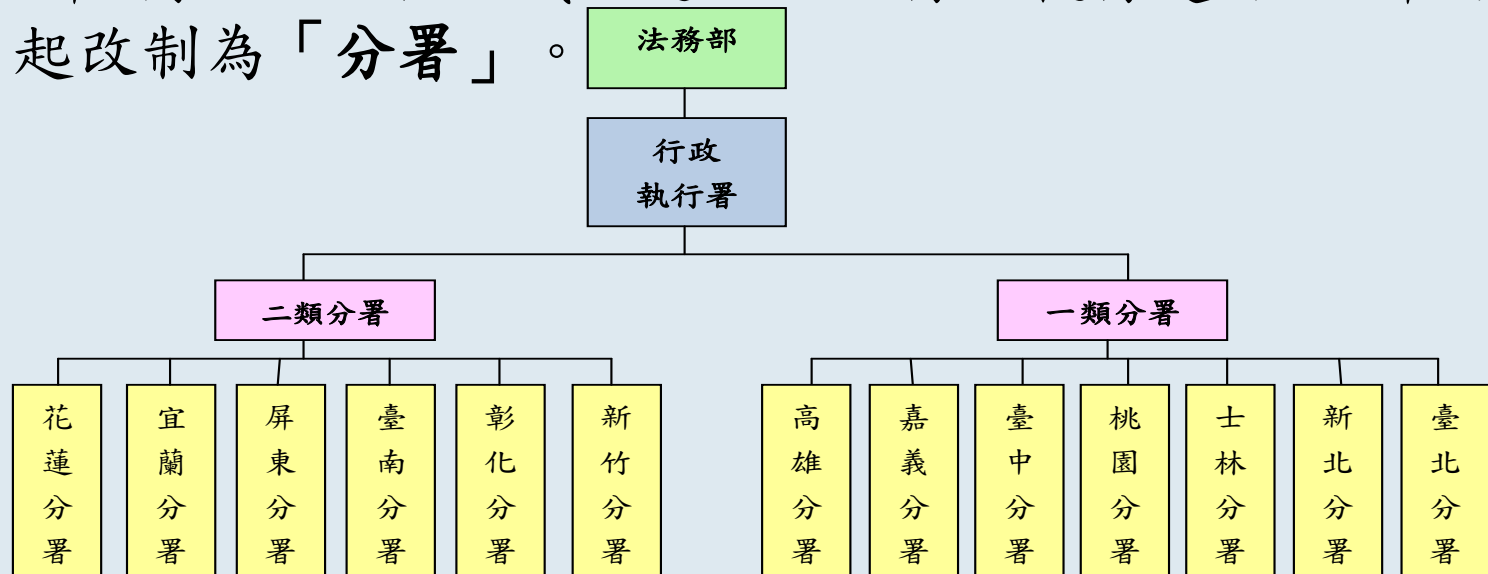 起改制為「分署」。
法務部
行政
執行署
二類分署
一類分署
花蓮分署
宜蘭分署
屏東分署
臺南分署
彰化分署
新竹分署
高雄分署
嘉義分署
臺中分署
桃園分署
士林分署
新北分署
臺北分署